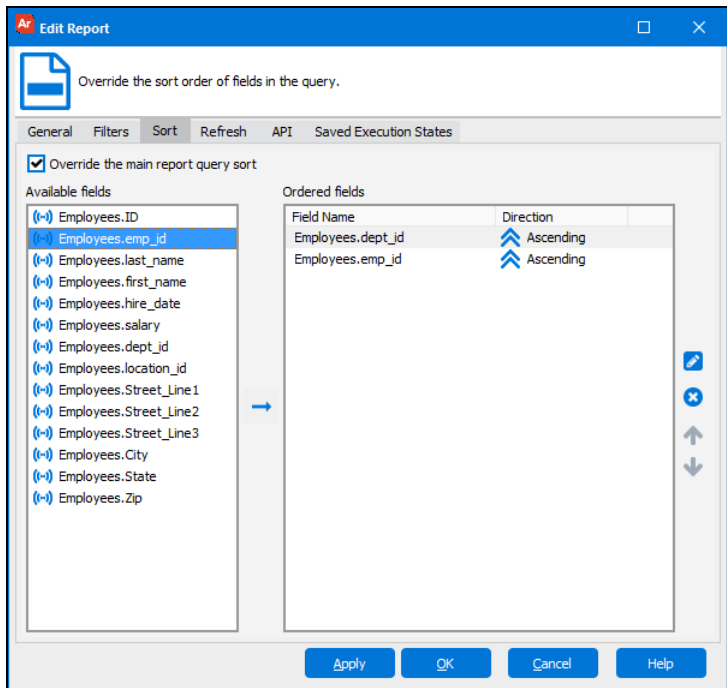 Ar Edit Report
Override the sort order of fields in the query.
General Filters Sort Refresh API Saved Execution States
Override the main report query sort
Available fields
Employees.ID
Employees.emp_id
Employees.last_name
Employees.first_name
Employees.hire_date
Employees.salary
Employees.dept_id
Employees.location_id
Employees.Street_Line1
Employees.Street_Line2
Employees.Street_Line3
Employees.City
Employees.State
Employees.Zip
Ordered fields
Field Name Direction
Employees.dept_id Ascending
Employees.emp_id Ascending
Apply OK Cancel Help